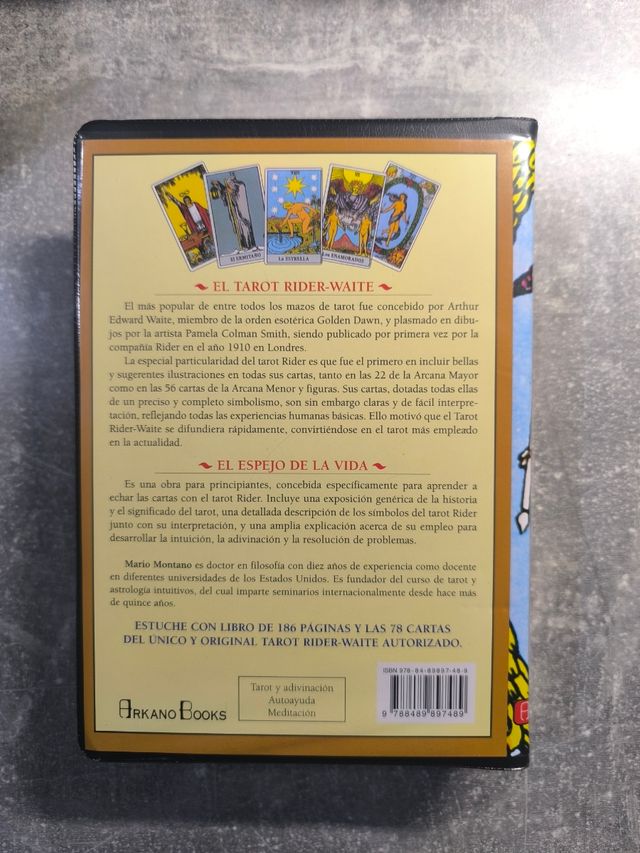 EL ERMITAÑO
LA ESTRELLA
LOS ENAMORADOS
EL TAROT RIDER-WAITE
El más popular de entre todos los mazos de tarot fue concebido por Arthur
Edward Waite, miembro de la orden esotérica Golden Dawn, y plasmado en dibu-
jos por la artista Pamela Colman Smith, siendo publicado por primera vez por la
compañía Rider en el año 1910 en Londres.
La especial particularidad del tarot Rider es que fue el primero en incluir bellas
y sugerentes ilustraciones en todas sus cartas, tanto en las 22 de la Arcana Mayor
como en las 56 cartas de la Arcana Menor y figuras. Sus cartas, dotadas todas ellas
de un preciso y completo simbolismo, son sin embargo claras y de fácil interpre-
tación, reflejando todas las experiencias humanas básicas. Ello motivó que el Tarot
Rider-Waite se difundiera rápidamente, convirtiéndose en el tarot más empleado
en la actualidad.
EL ESPEJO DE LA VIDA
Es una obra para principiantes, concebida específicamente para aprender a
echar las cartas con el tarot Rider. Incluye una exposición genérica de la historia
y el significado del tarot, una detallada descripción de los símbolos del tarot Rider
junto con su interpretación, y una amplia explicación acerca de su empleo para
desarrollar la intuición, la adivinación y la resolución de problemas.
Mario Montano es doctor en filosofía con diez años de experiencia como docente
en diferentes universidades de los Estados Unidos. Es fundador del curso de tarot y
astrología intuitivos, del cual imparte seminarios internacionalmente desde hace más
de quince años.
ESTUCHE CON LIBRO DE 186 PÁGINAS Y LAS 78 CARTAS
DEL ÚNICO Y ORIGINAL TAROT RIDER-WAITE AUTORIZADO.
ARKANO BOOKS
Tarot y adivinación
Autoayuda
Meditación
ISBN 978-84-89897-48-9
9 788489 897489